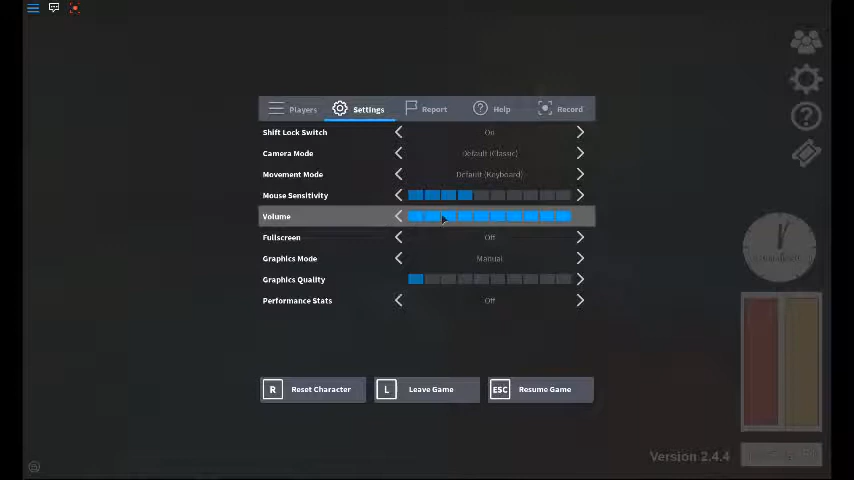 Players Settings Report Help Record
Shift Lock Switch On
Camera Mode Default (Classic)
Movement Mode Default (Keyboard)
Mouse Sensitivity
Volume
Fullscreen Off
Graphics Mode Manual
Graphics Quality
Performance Stats Off
R Reset Character L Leave Game ESC Resume Game
Version 2.4.4